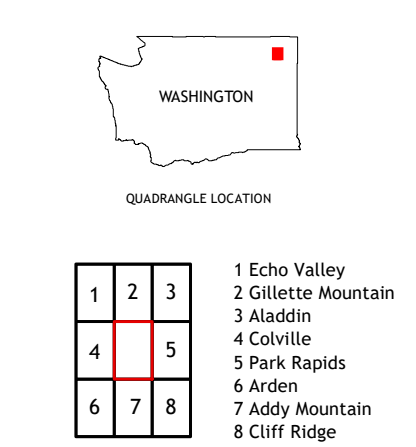 WASHINGTON
QUADRANGLE LOCATION
1 2 3
4 5
6 7 8
1 Echo Valley
2 Gillette Mountain
3 Aladdin
4 Colville
5 Park Rapids
6 Arden
7 Addy Mountain
8 Cliff Ridge